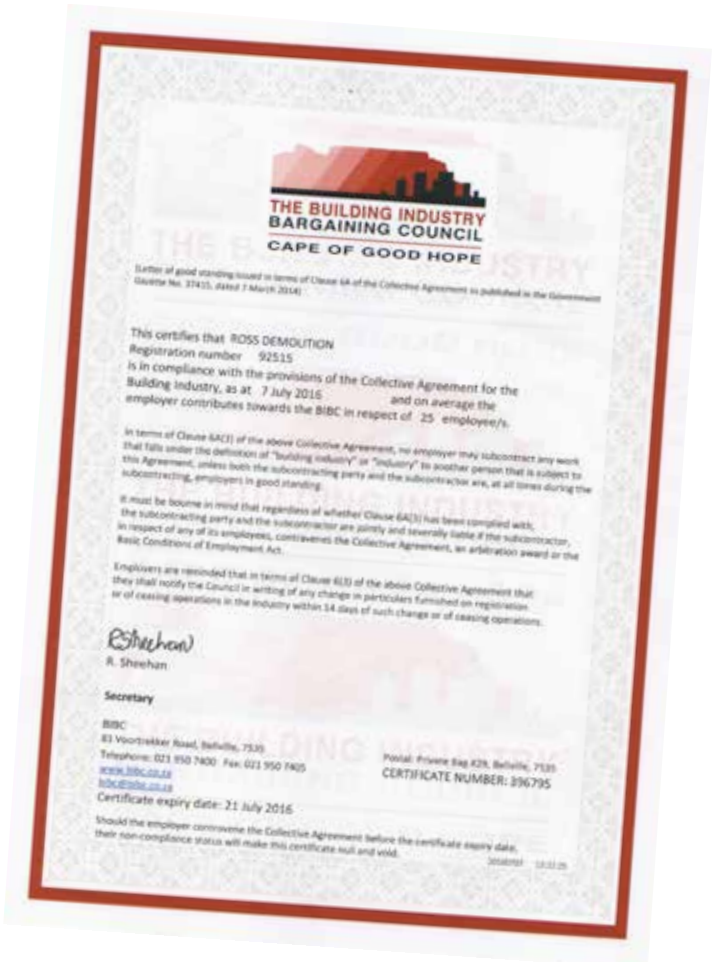 THE BUILDING INDUSTRY
BARGAINING COUNCIL
CAPE OF GOOD HOPE
(Letter of good standing issued in terms of Clause 6A of the Collective Agreement as published in the Government
Gazette No. 37415, dated 7 March 2014)
This certifies that ROSS DEMOLITION
Registration number 92515
is in compliance with the provisions of the Collective Agreement for the
Building Industry, as at 7 July 2016 and on average the
employer contributes towards the BIBC in respect of 25 employee/s.
In terms of Clause 6A(3) of the above Collective Agreement, no employer may subcontract any work
that falls under the definition of "building industry" or "industry" to another person that is subject to
this Agreement, unless both the subcontracting party and the subcontractor are, at all times during the
subcontracting, employers in good standing.
It must be bourne in mind that regardless of whether Clause 6A(3) has been complied with,
the subcontracting party and the subcontractor are jointly and severally liable if the subcontractor,
in respect of any of its employees, contravenes the Collective Agreement, an arbitration award or the
Basic Conditions of Employment Act.
Employers are reminded that in terms of Clause 6(3) of the above Collective Agreement that
they shall notify the Council in writing of any change in particulars furnished on registration
or of ceasing operations in the Industry within 14 days of such change or of ceasing operations.
RSheehan
R. Sheehan
Secretary
BIBC
83 Voortrekker Road, Bellville, 7535
Telephone: 021 950 7400 Fax: 021 950 7405
www.bibc.co.za
bibc@bibc.co.za
Postal: Private Bag X29, Bellville, 7535
CERTIFICATE NUMBER: 396795
Certificate expiry date: 21 July 2016
Should the employer contravene the Collective Agreement before the certificate expiry date,
their non-compliance status will make this certificate null and void.